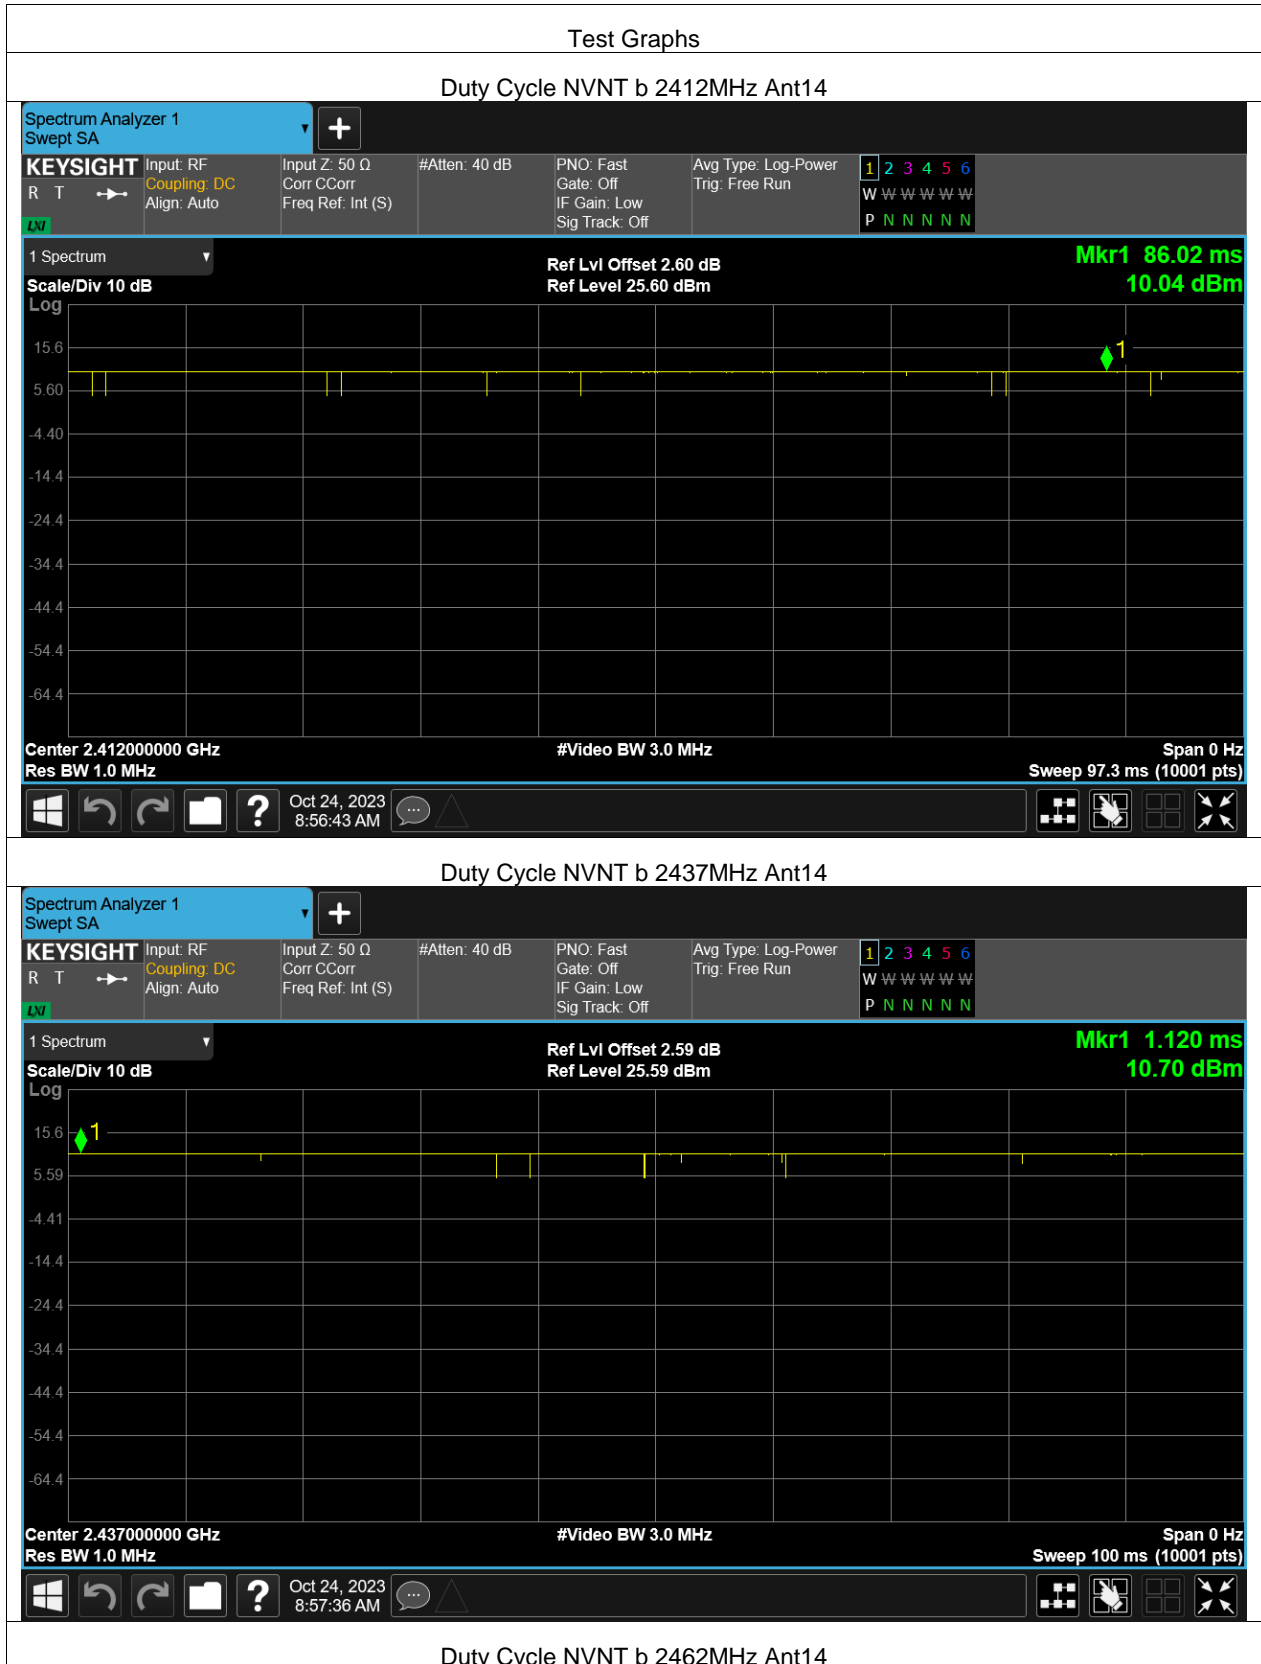 Test Graphs
Duty Cycle NVNT b 2412MHz Ant14
Spectrum Analyzer 1
Swept SA
KEYSIGHT Input: RF Input Z: 50 Ω #Atten: 40 dB PNO: Fast Avg Type: Log-Power 1 2 3 4 5 6
R T Coupling: DC Corr CCorr Gate: Off Trig: Free Run W W W W W W
Align: Auto Freq Ref: Int (S) IF Gain: Low
LXI Sig Track: Off P N N N N N
1 Spectrum Ref Lvl Offset 2.60 dB Mkr1 86.02 ms
Scale/Div 10 dB Ref Level 25.60 dBm 10.04 dBm
Log
15.6
1
5.60
-4.40
-14.4
-24.4
-34.4
-44.4
-54.4
-64.4
Center 2.412000000 GHz #Video BW 3.0 MHz Span 0 Hz
Res BW 1.0 MHz Sweep 97.3 ms (10001 pts)
Oct 24, 2023
8:56:43 AM
Duty Cycle NVNT b 2437MHz Ant14
Spectrum Analyzer 1
Swept SA
KEYSIGHT Input: RF Input Z: 50 Ω #Atten: 40 dB PNO: Fast Avg Type: Log-Power 1 2 3 4 5 6
R T Coupling: DC Corr CCorr Gate: Off Trig: Free Run W W W W W W
Align: Auto Freq Ref: Int (S) IF Gain: Low
LXI Sig Track: Off P N N N N N
1 Spectrum Ref Lvl Offset 2.59 dB Mkr1 1.120 ms
Scale/Div 10 dB Ref Level 25.59 dBm 10.70 dBm
Log
15.6
1
5.59
-4.41
-14.4
-24.4
-34.4
-44.4
-54.4
-64.4
Center 2.437000000 GHz #Video BW 3.0 MHz Span 0 Hz
Res BW 1.0 MHz Sweep 100 ms (10001 pts)
Oct 24, 2023
8:57:36 AM
Duty Cycle NVNT b 2462MHz Ant14